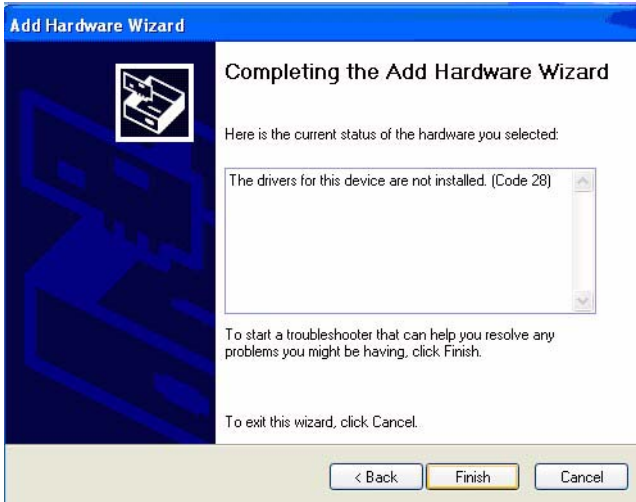 Add Hardware Wizard
Completing the Add Hardware Wizard
Here is the current status of the hardware you selected:
The drivers for this device are not installed. (Code 28)
To start a troubleshooter that can help you resolve any
problems you might be having, click Finish.
To exit this wizard, click Cancel.
< Back Finish Cancel